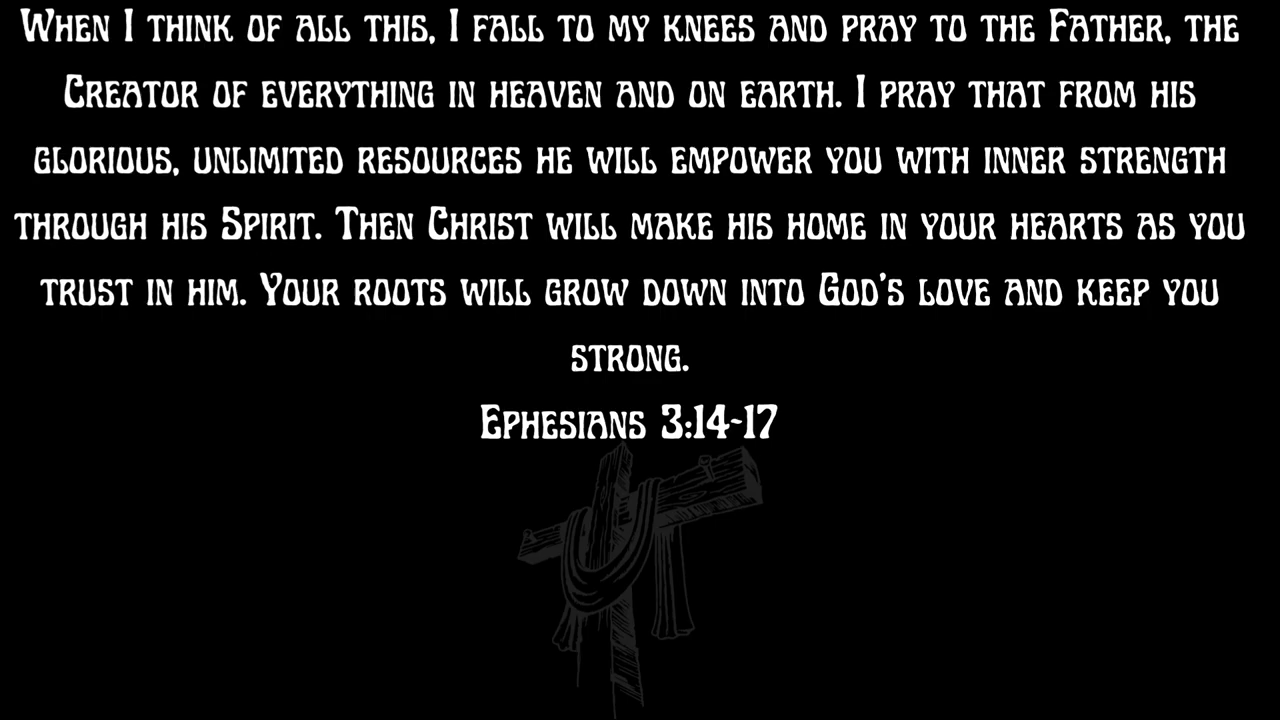 When I think of all this, I fall to my knees and pray to the Father, the
Creator of everything in heaven and on earth. I pray that from his
glorious, unlimited resources he will empower you with inner strength
through his Spirit. Then Christ will make his home in your hearts as you
trust in him. Your roots will grow down into God's love and keep you
strong.
Ephesians 3:14-17